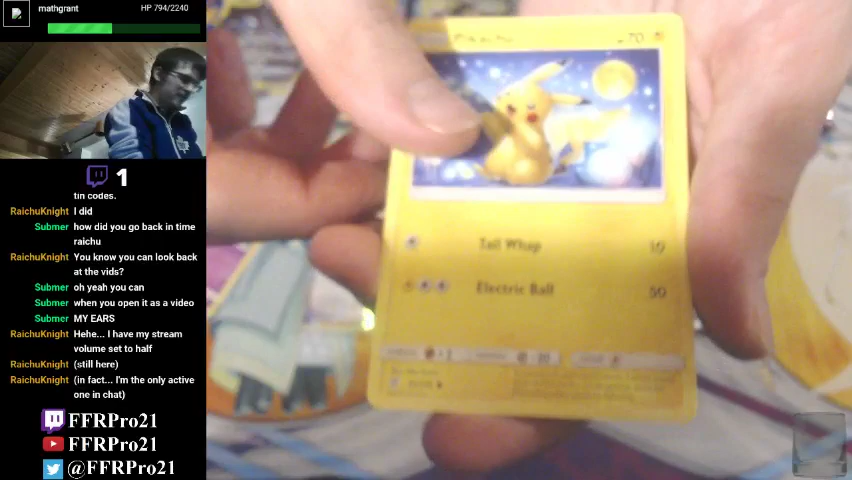 mathgrant HP 794/2240
1
tin codes.
RaichuKnight I did
Submer how did you go back in time
raichu
RaichuKnight You know you can look back
at the vids?
Submer oh yeah you can
Submer when you open it as a video
Submer MY EARS
RaichuKnight Hehe... I have my stream
volume set to half
RaichuKnight (still here)
RaichuKnight (in fact... I'm the only active
one in chat)
FFRPro21
FFRPro21
@FFRPro21
70
Tail Whap 10
Electric Ball 50